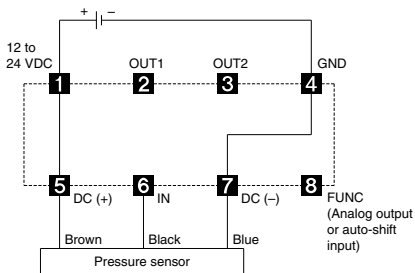 + −
12 to
24 VDC
OUT1
OUT2
GND
1
2
3
4
5
6
7
8
DC (+)
IN
DC (–)
FUNC
(Analog output
or auto-shift
input)
Brown
Black
Blue
Pressure sensor